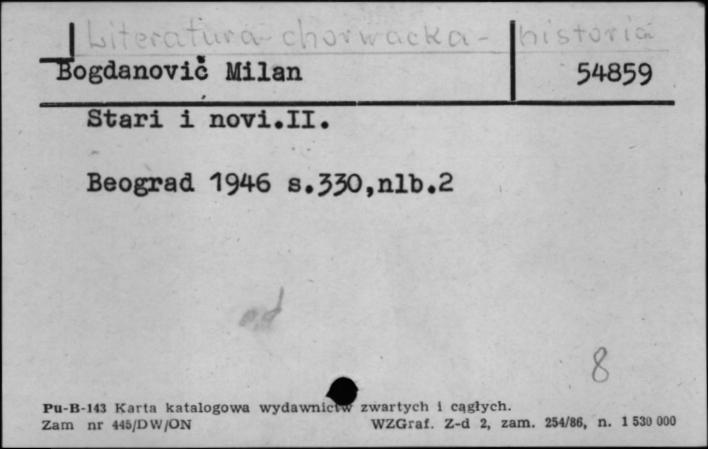 Literatura chorwacka - historia
Bogdanović Milan 54859
Stari i novi.II.
Beograd 1946 s.330,nlb.2
8
Pu-B-143 Karta katalogowa wydawnictw zwartych i ciągłych.
Zam nr 445/DW/ON WZGraf. Z-d 2, zam. 254/86, n. 1 530 000